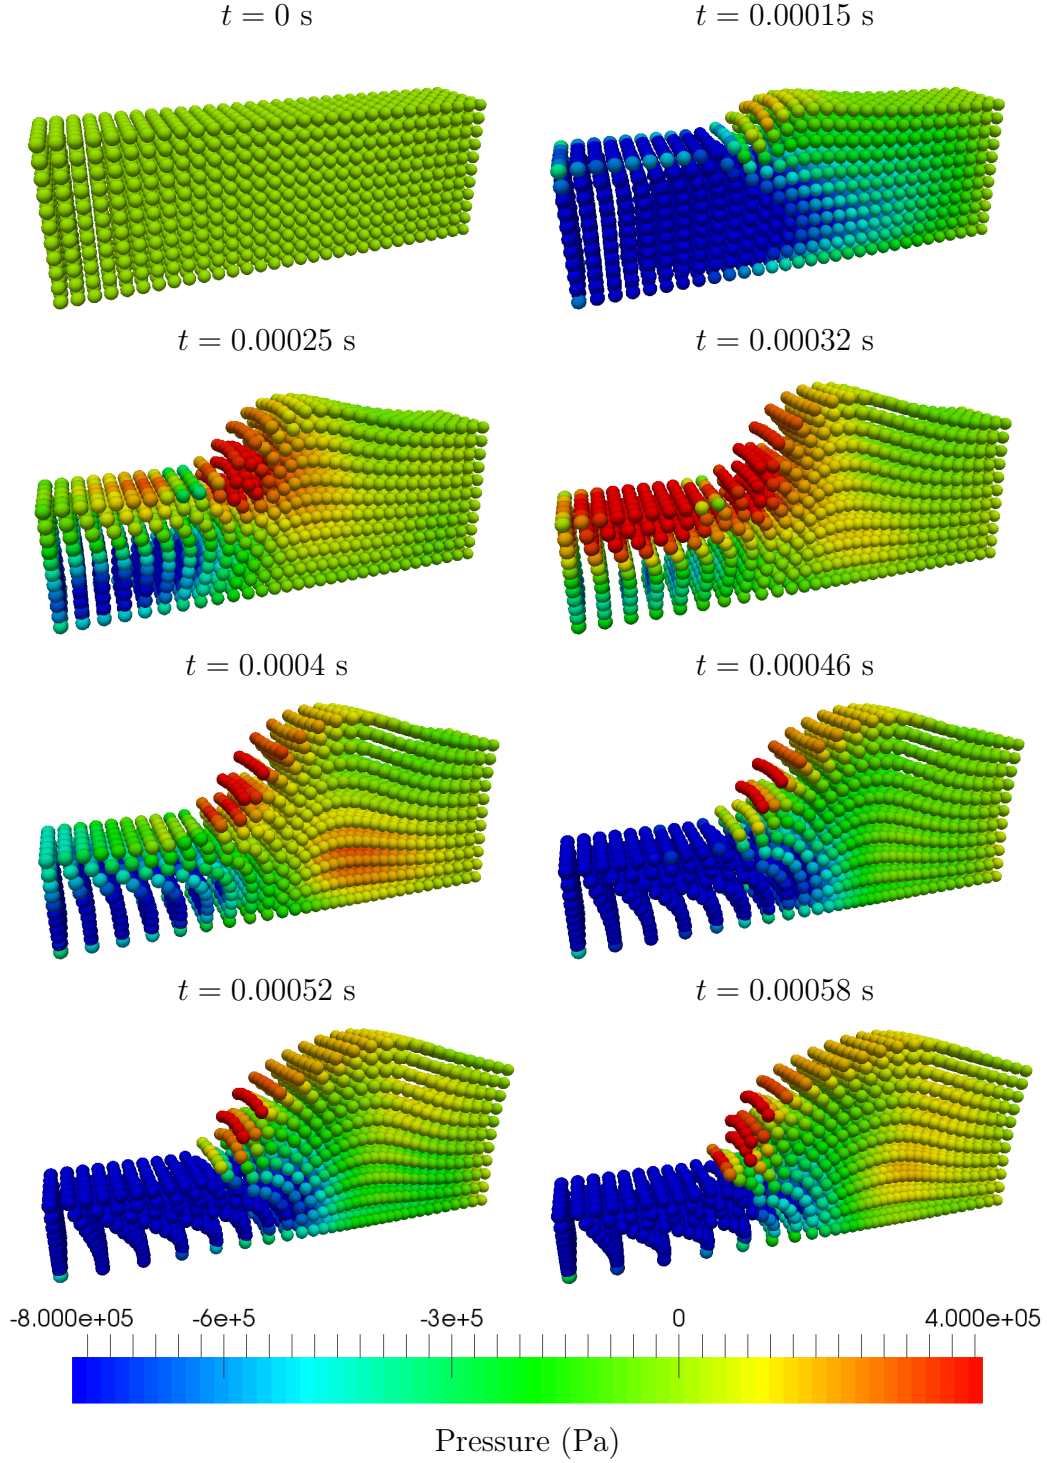 t = 0 s
t = 0.00015 s
t = 0.00025 s
t = 0.00032 s
t = 0.0004 s
t = 0.00046 s
t = 0.00052 s
t = 0.00058 s
-8.000e+05 -6e+5 -3e+5 0 4.000e+05
Pressure (Pa)